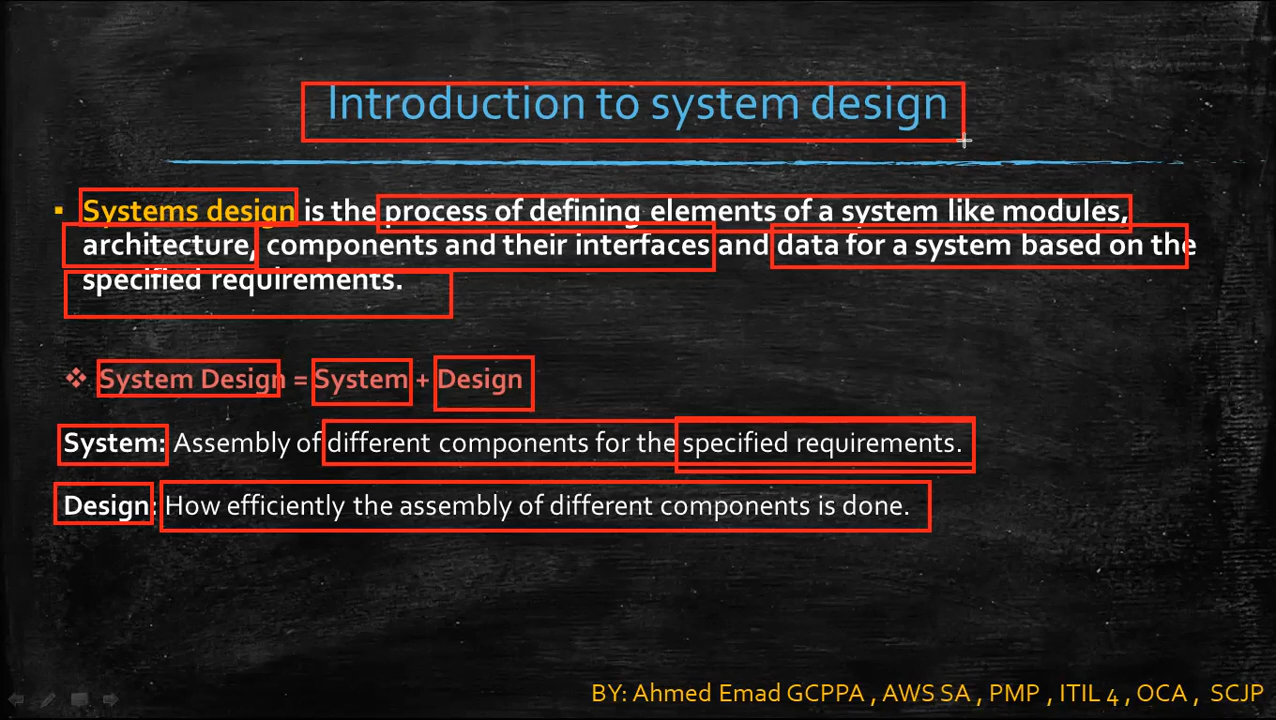 Introduction to system design
▪ Systems design is the process of defining elements of a system like modules,
architecture, components and their interfaces and data for a system based on the
specified requirements.
❖ System Design = System + Design
System: Assembly of different components for the specified requirements.
Design: How efficiently the assembly of different components is done.
BY: Ahmed Emad GCPPA , AWS SA , PMP , ITIL 4 , OCA , SCJP